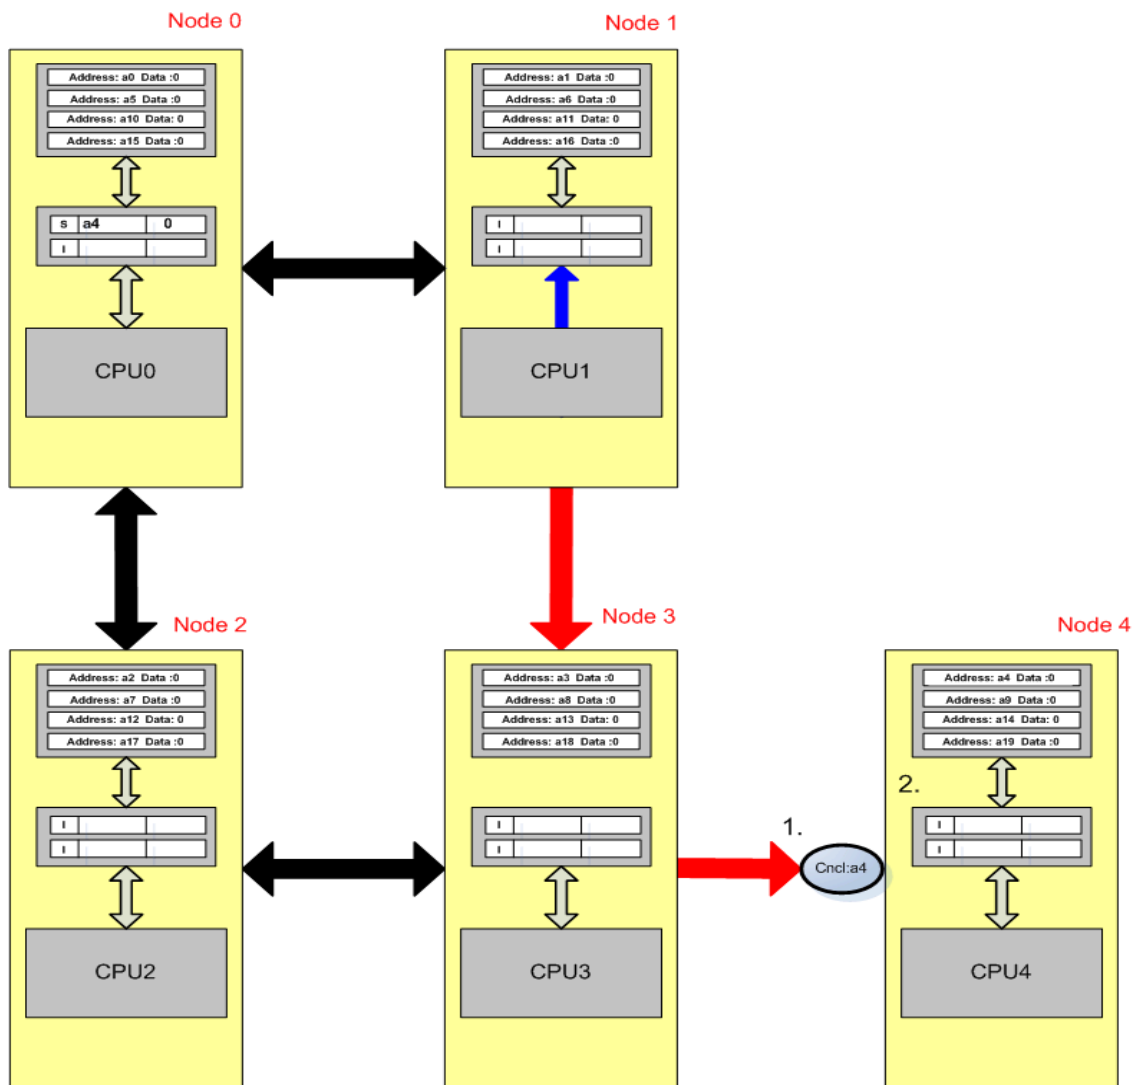 Node 0
Node 1
Address: a0 Data :0
Address: a5 Data :0
Address: a10 Data: 0
Address: a15 Data :0
Address: a1 Data :0
Address: a6 Data :0
Address: a11 Data: 0
Address: a16 Data :0
S a4 0
I
I
I
CPU0
CPU1
Node 2
Node 3
Node 4
Address: a2 Data :0
Address: a7 Data :0
Address: a12 Data: 0
Address: a17 Data :0
Address: a3 Data :0
Address: a8 Data :0
Address: a13 Data: 0
Address: a18 Data :0
Address: a4 Data :0
Address: a9 Data :0
Address: a14 Data: 0
Address: a19 Data :0
I
I
I
I
1.
Cncl:a4
2.
I
I
CPU2
CPU3
CPU4